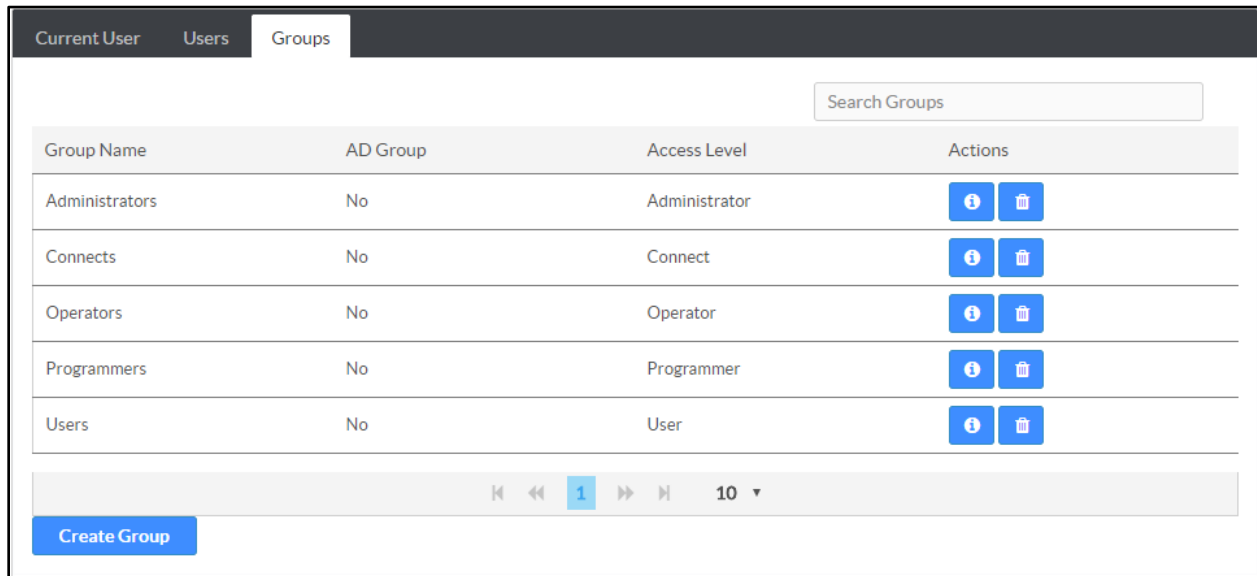 Current User Users Groups
Search Groups
Group Name AD Group Access Level Actions
Administrators No Administrator
Connects No Connect
Operators No Operator
Programmers No Programmer
Users No User
1 10
Create Group